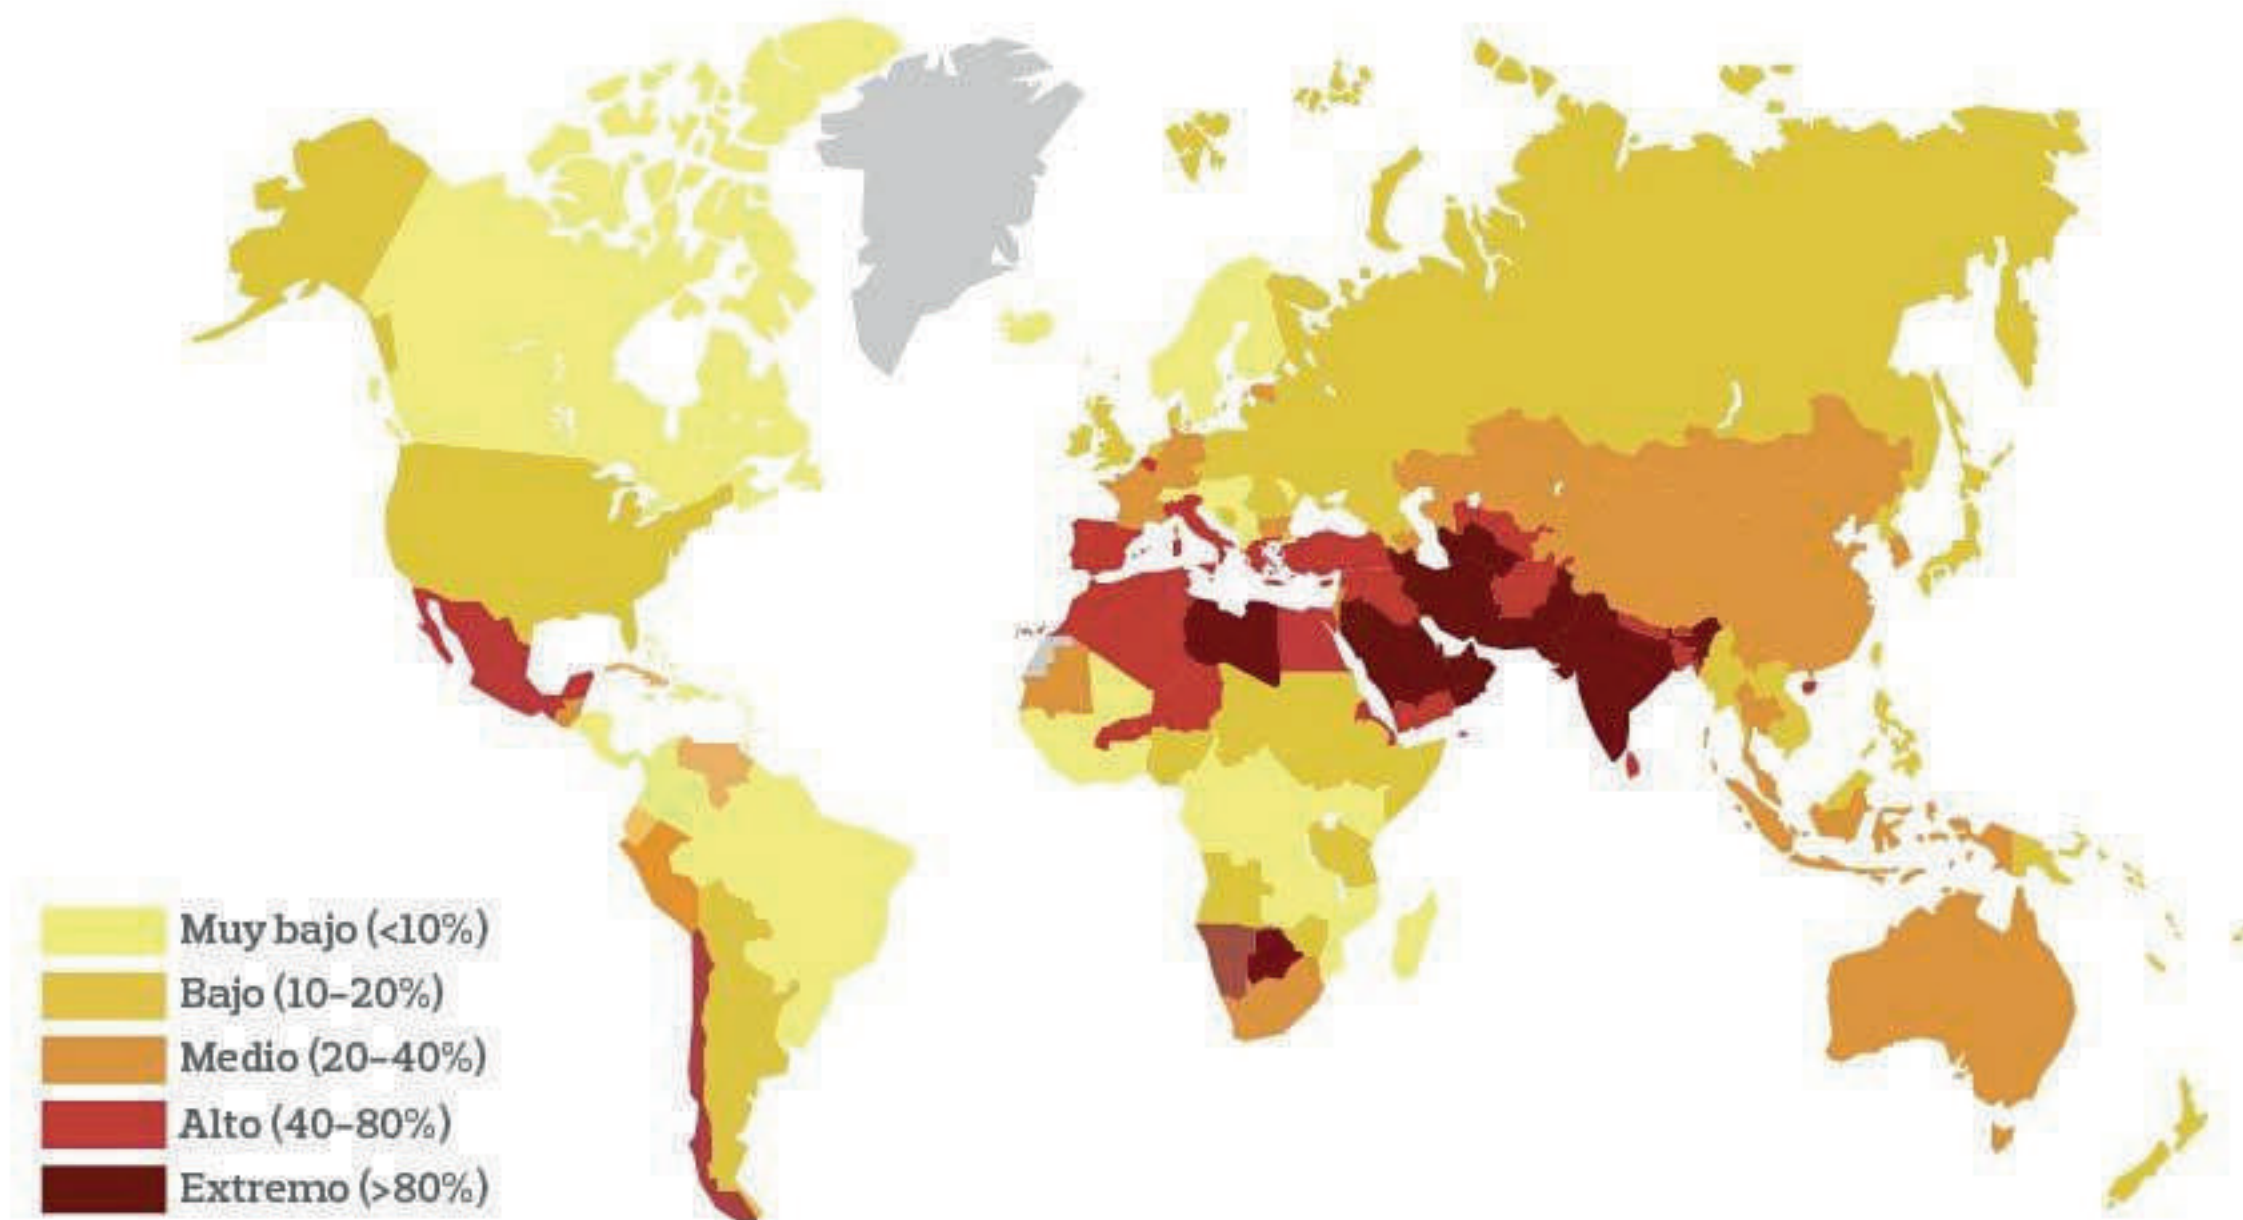 Muy bajo (<10%)
Bajo (10–20%)
Medio (20–40%)
Alto (40–80%)
Extremo (>80%)